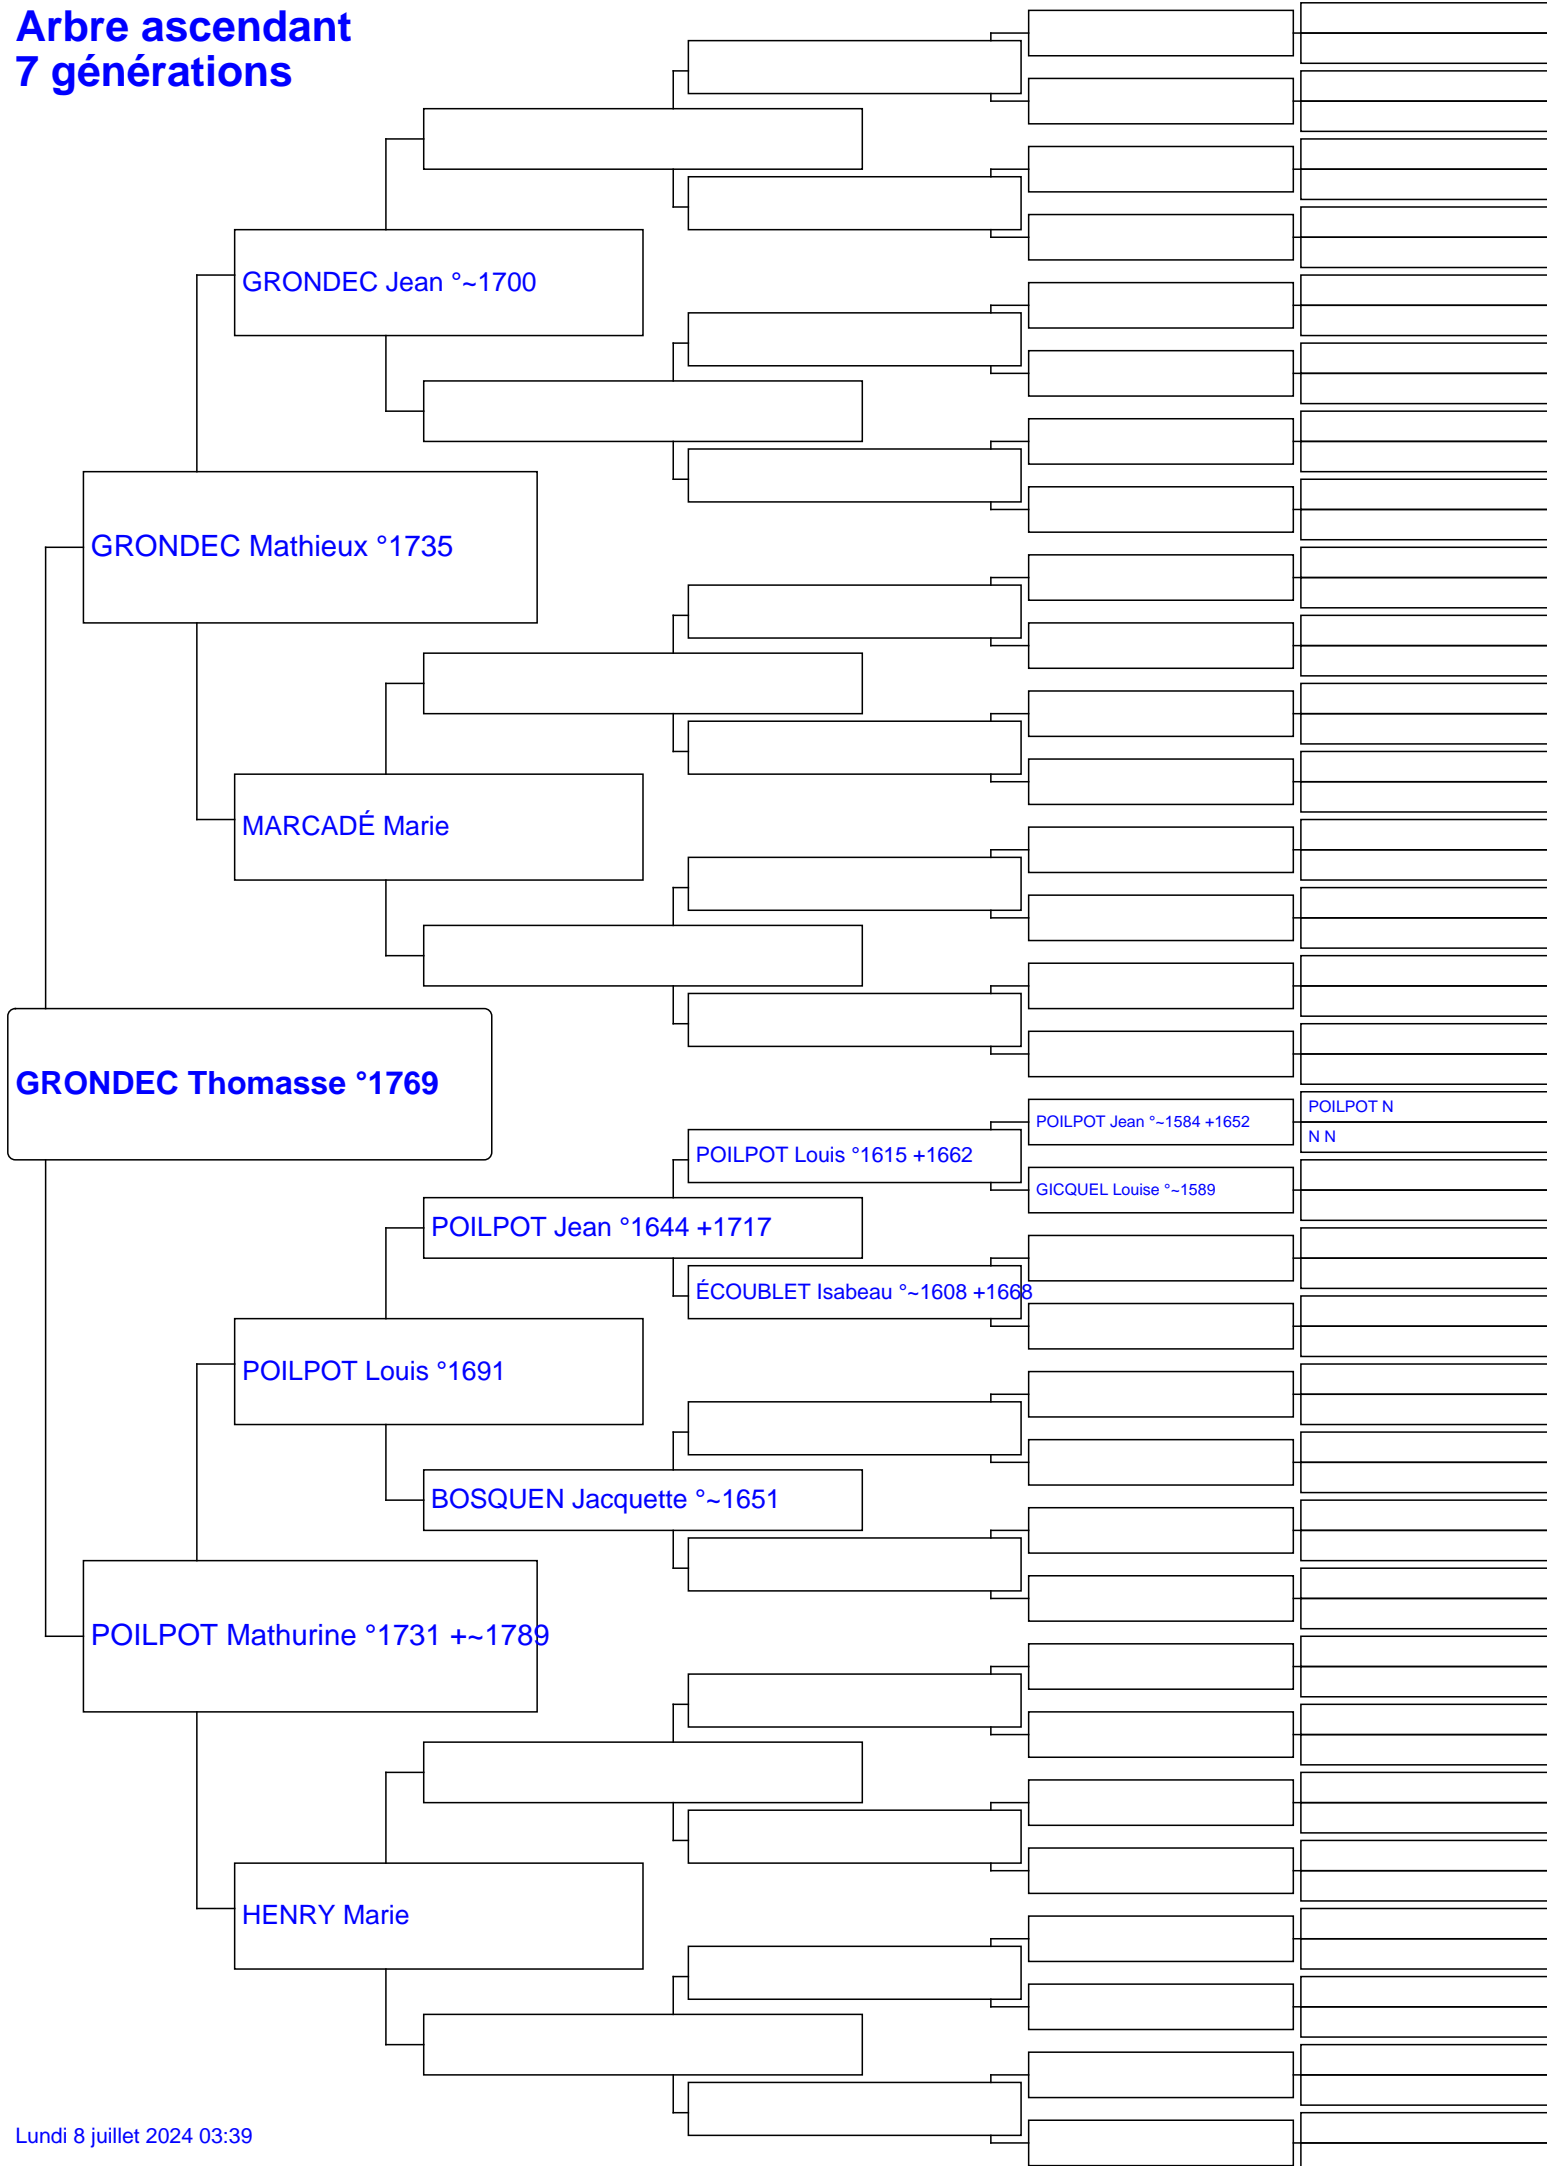 Arbre ascendant
7 générations
GRONDEC Jean °~1700
GRONDEC Mathieux °1735
MARCADÉ Marie
GRONDEC Thomasse °1769
POILPOT N
POILPOT Jean °~1584 +1652
N N
POILPOT Louis °1615 +1662
GICQUEL Louise °~1589
POILPOT Jean °1644 +1717
ÉCOUBLET Isabeau °~1608 +1668
POILPOT Louis °1691
BOSQUEN Jacquette °~1651
POILPOT Mathurine °1731 +~1789
HENRY Marie
Lundi 8 juillet 2024 03:39